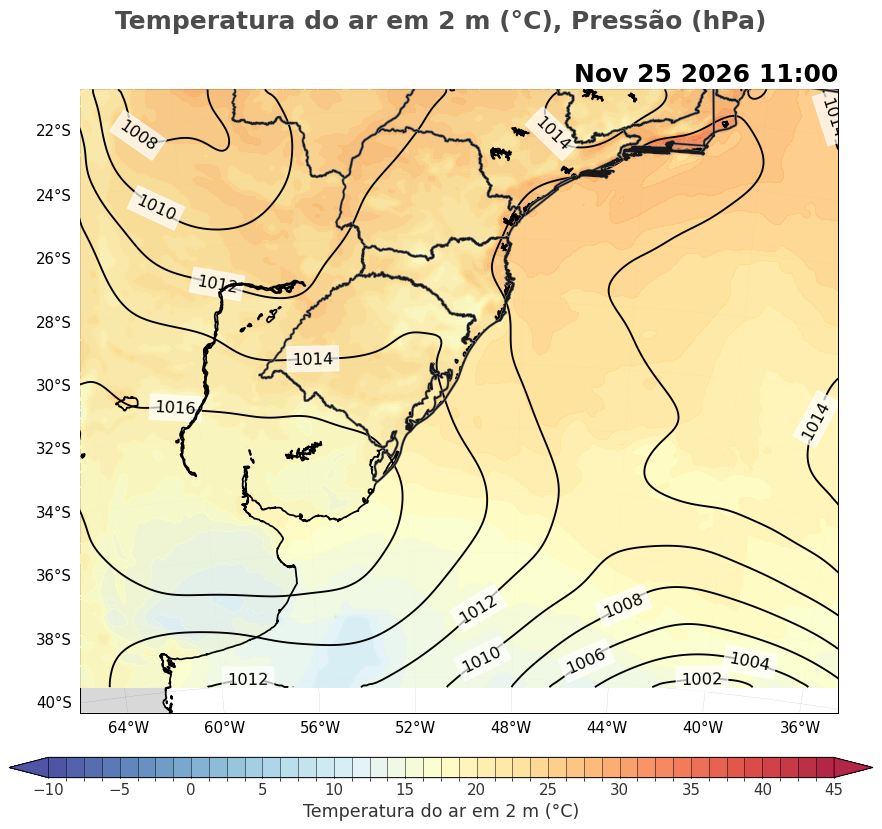 Temperatura do ar em 2 m (°C), Pressão (hPa)
Nov 25 2026 11:00
22°S
24°S
26°S
28°S
30°S
32°S
34°S
36°S
38°S
40°S
1008
1010
1012
1014
1016
1014
1014
1012
1010
1008
1006
1004
1002
1012
64°W 60°W 56°W 52°W 48°W 44°W 40°W 36°W
−10 −5 0 5 10 15 20 25 30 35 40 45
Temperatura do ar em 2 m (°C)